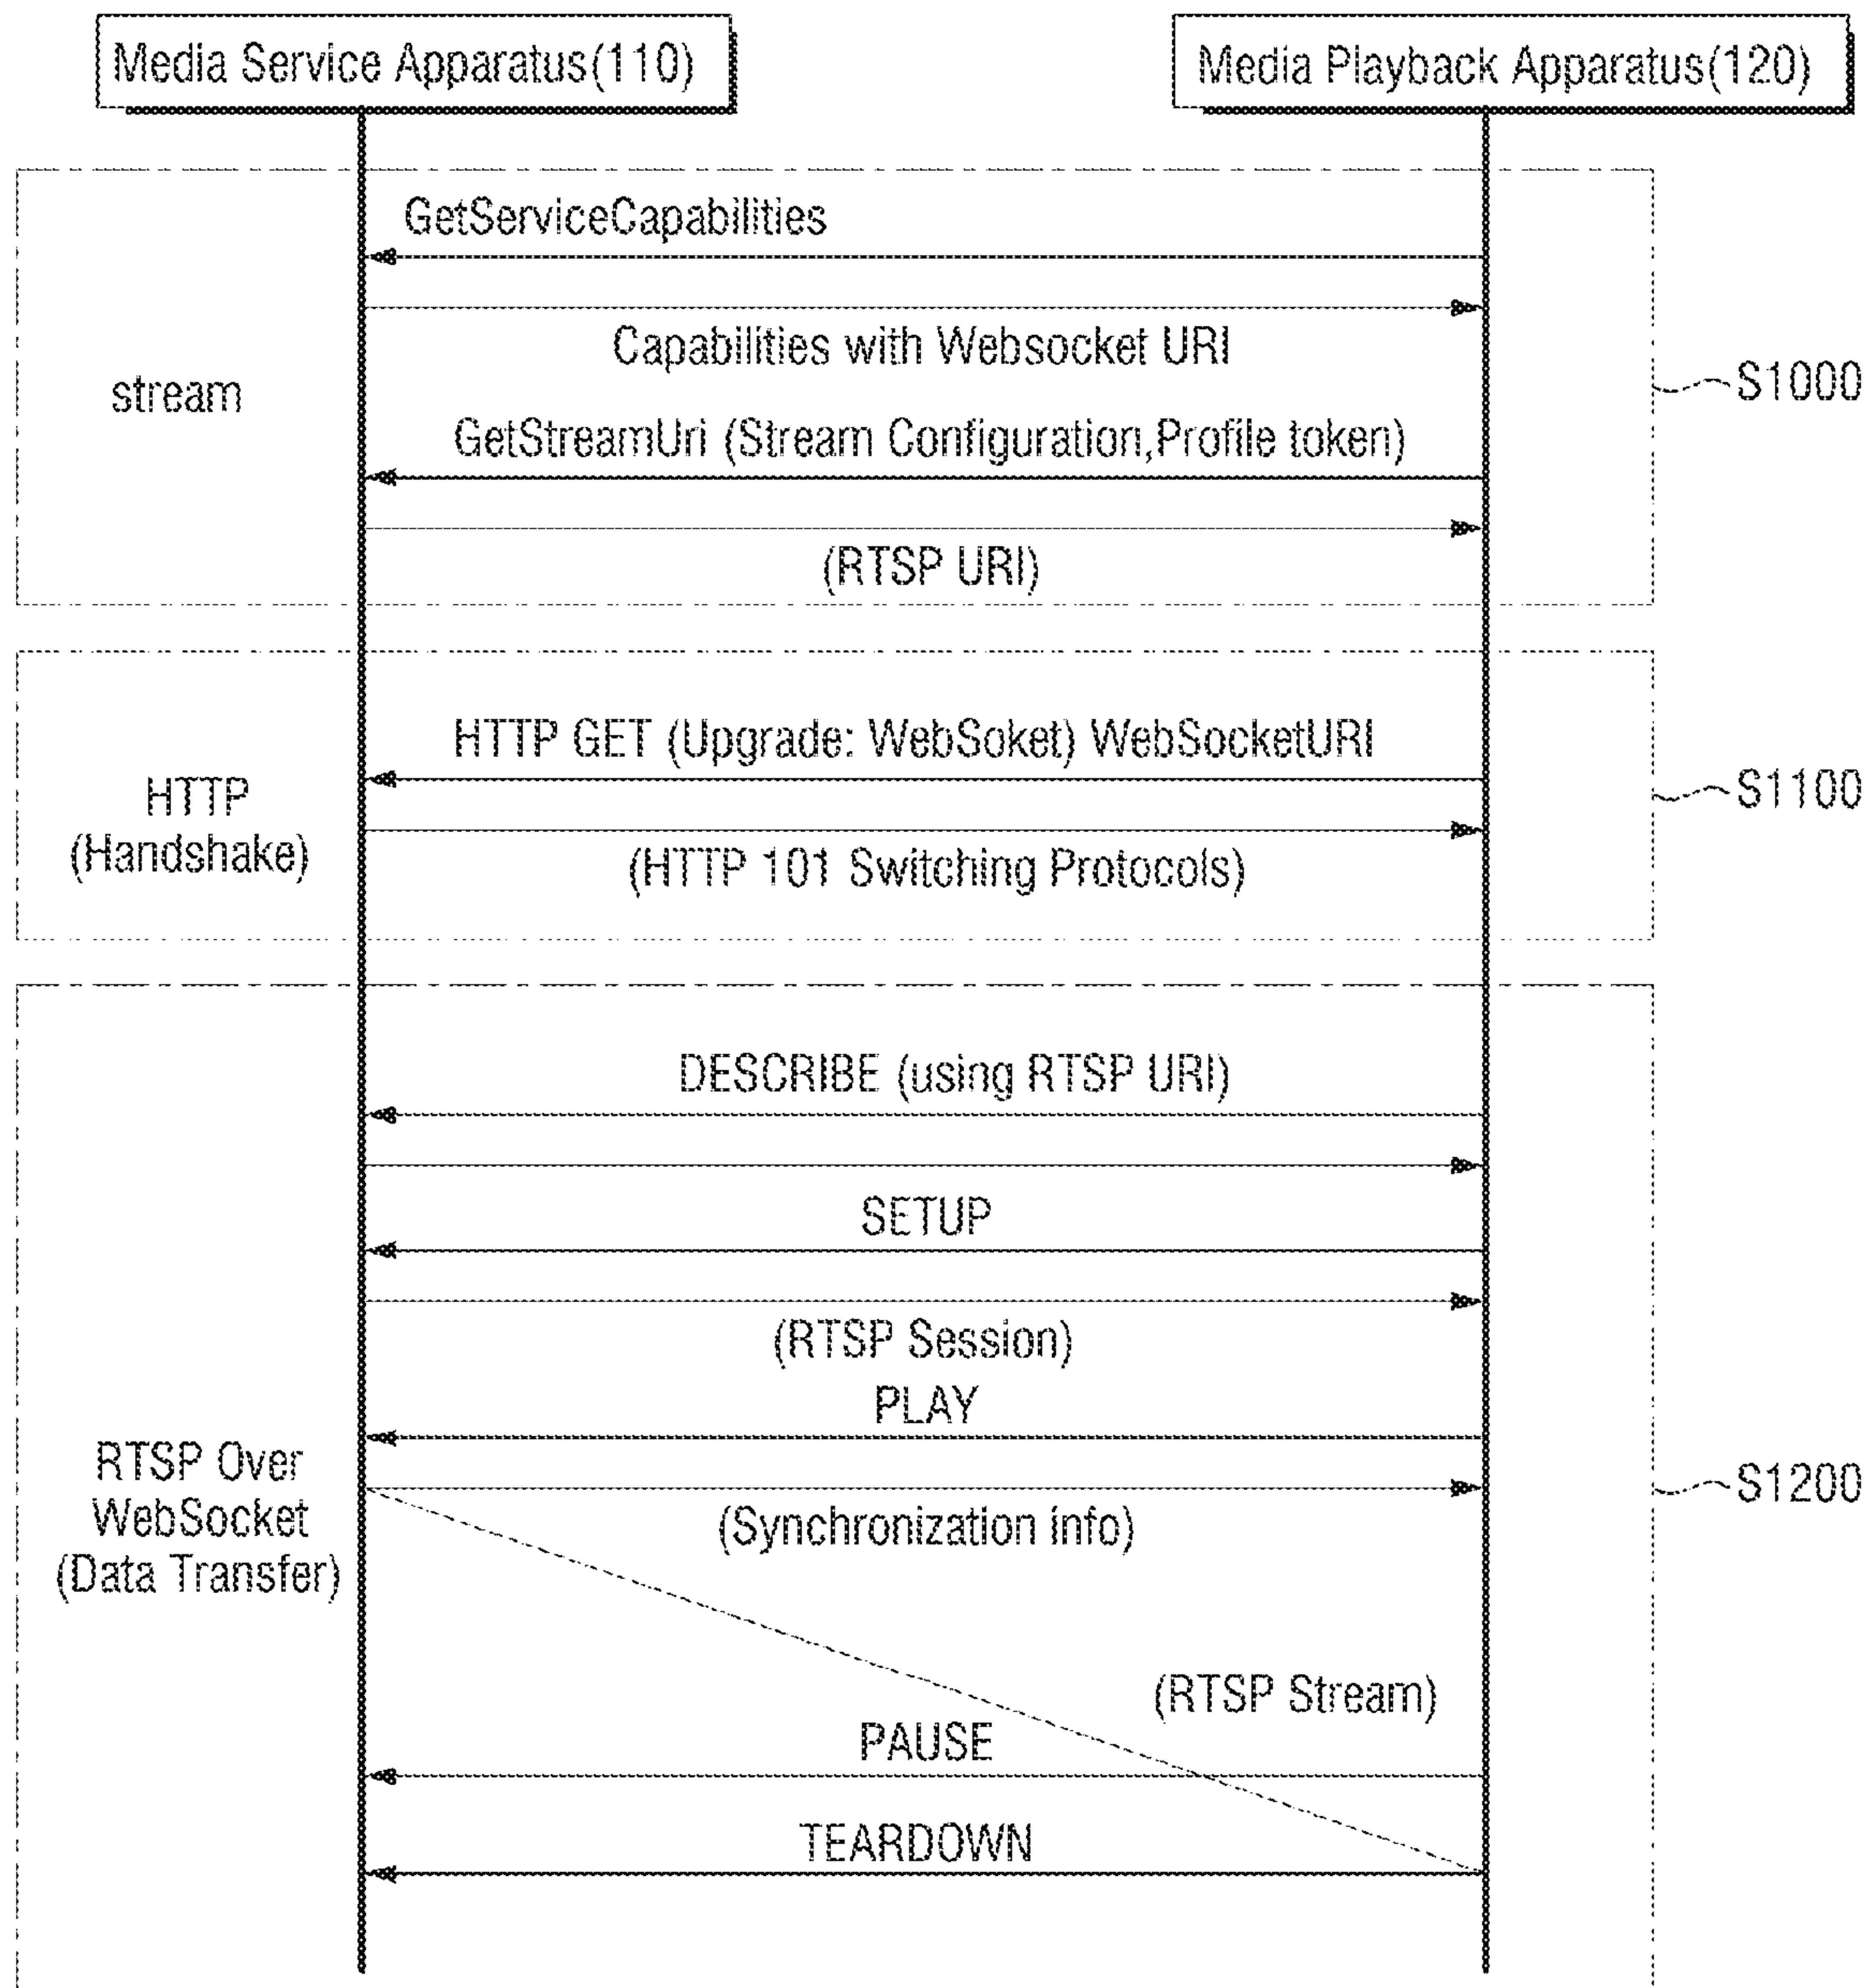 Media Service Apparatus(110)
Media Playback Apparatus(120)
GetServiceCapabilities
Capabilities with Websocket URI
stream
S1000
GetStreamUri (Stream Configuration,Profile token)
(RTSP URI)
HTTP GET (Upgrade: WebSoket) WebSocketURI
HTTP
(Handshake)
S1100
(HTTP 101 Switching Protocols)
DESCRIBE (using RTSP URI)
SETUP
(RTSP Session)
PLAY
RTSP Over
WebSocket
(Data Transfer)
S1200
(Synchronization info)
(RTSP Stream)
PAUSE
TEARDOWN